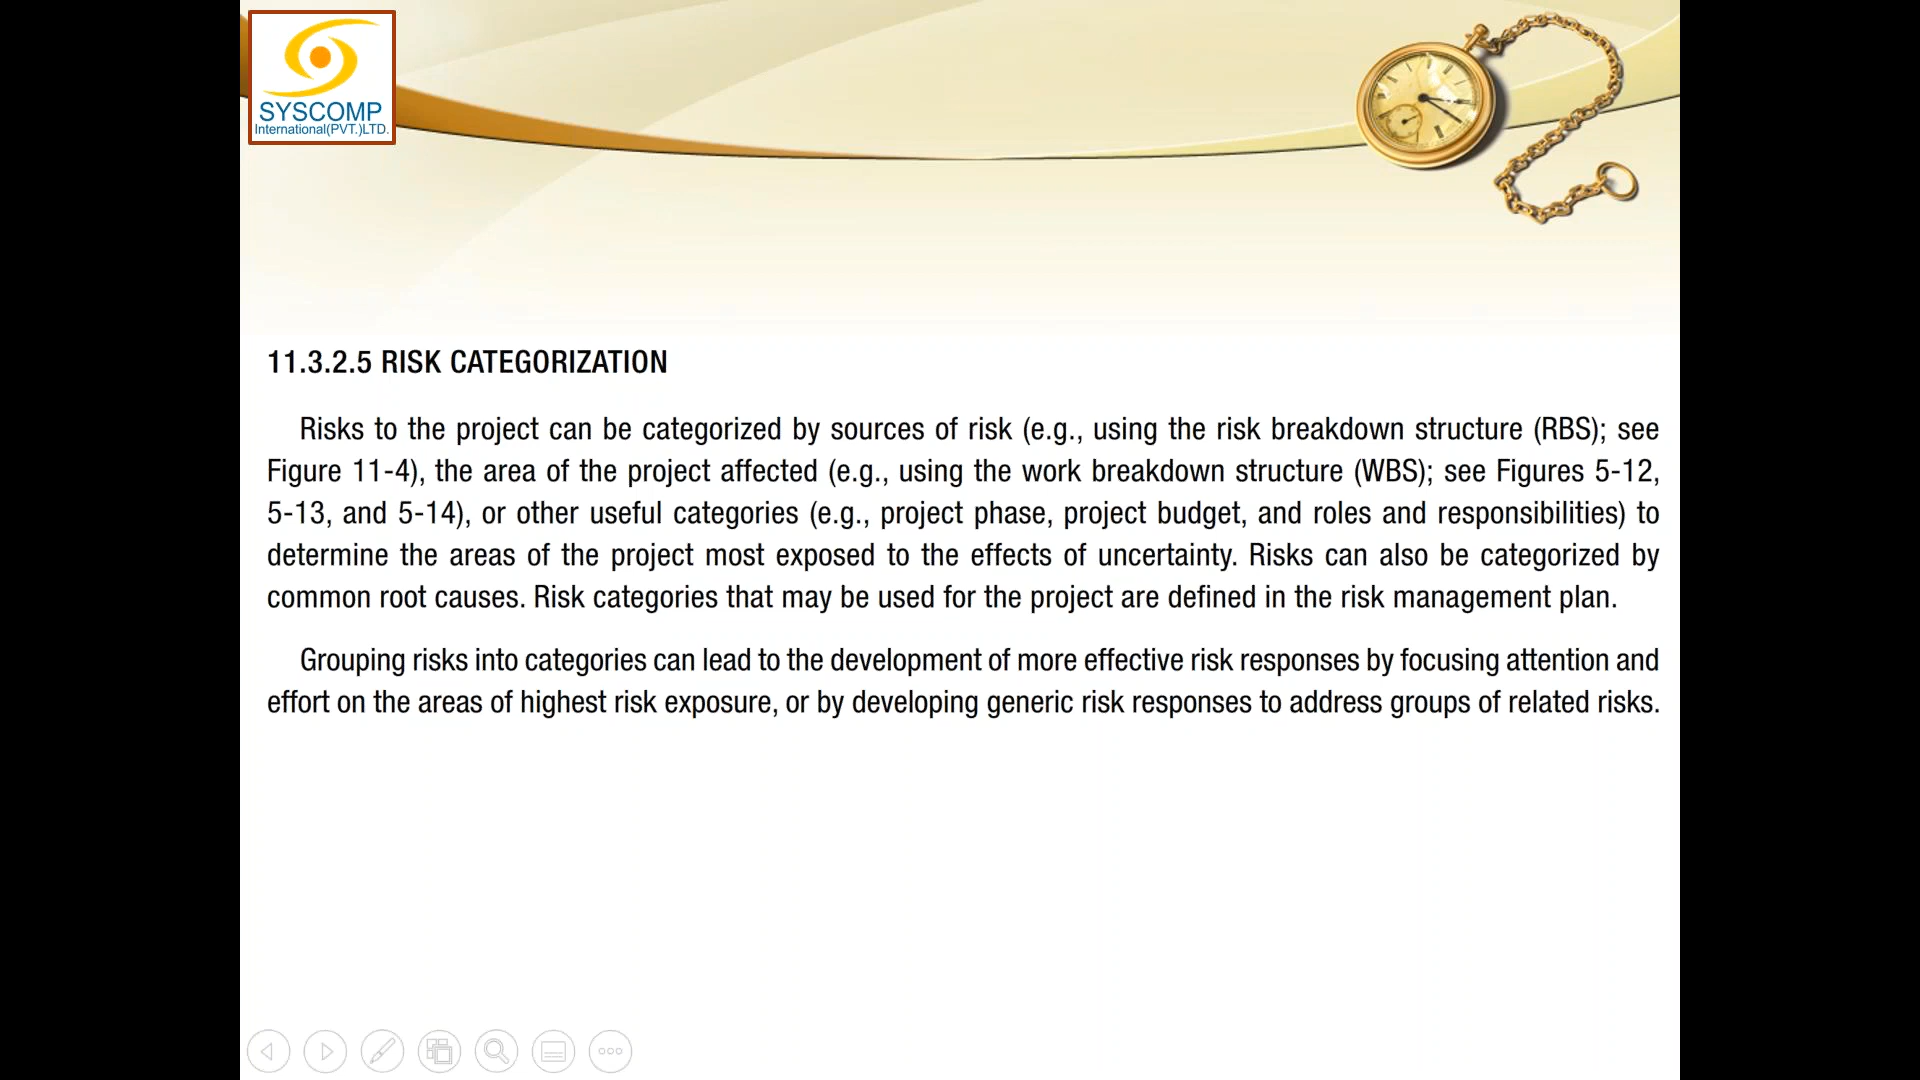 SYSCOMP
International(PVT.)LTD.
11.3.2.5 RISK CATEGORIZATION
Risks to the project can be categorized by sources of risk (e.g., using the risk breakdown structure (RBS); see
Figure 11-4), the area of the project affected (e.g., using the work breakdown structure (WBS); see Figures 5-12,
5-13, and 5-14), or other useful categories (e.g., project phase, project budget, and roles and responsibilities) to
determine the areas of the project most exposed to the effects of uncertainty. Risks can also be categorized by
common root causes. Risk categories that may be used for the project are defined in the risk management plan.
Grouping risks into categories can lead to the development of more effective risk responses by focusing attention and
effort on the areas of highest risk exposure, or by developing generic risk responses to address groups of related risks.